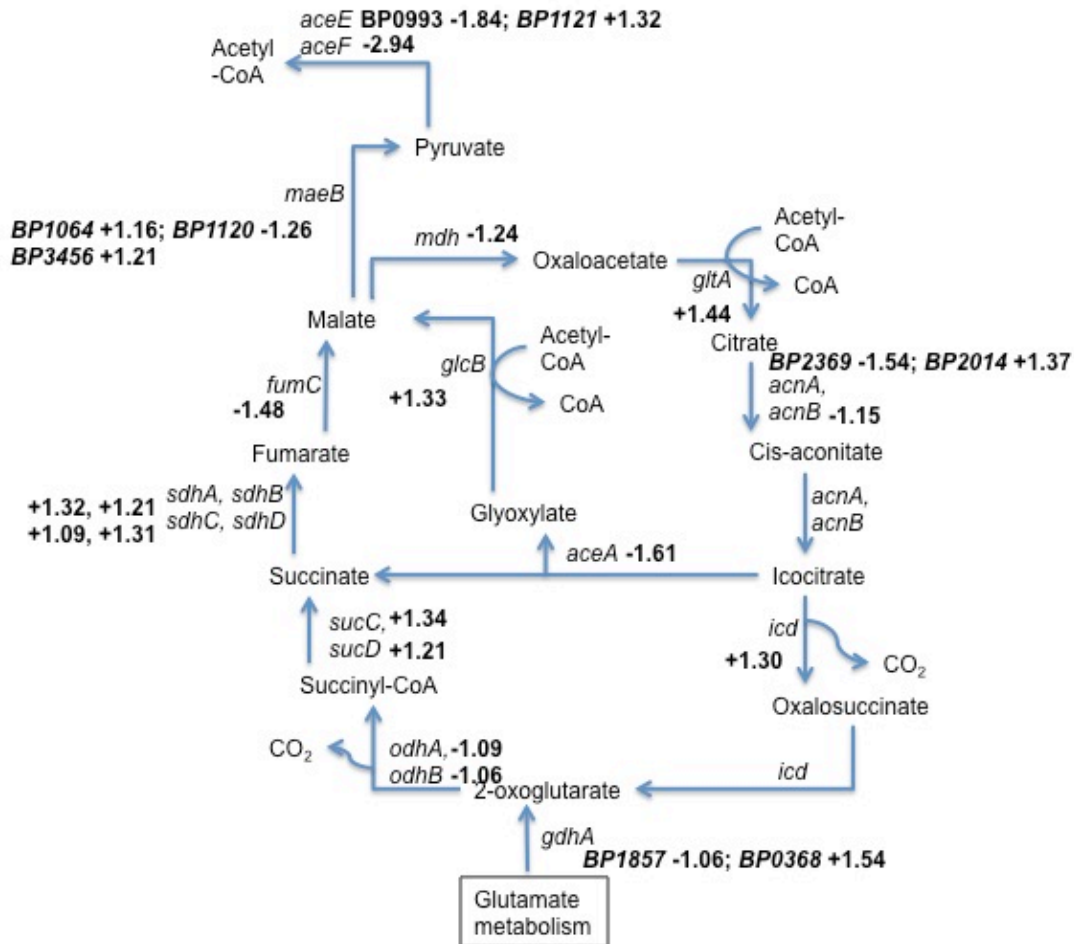 aceE BP0993 -1.84; BP1121 +1.32
aceF -2.94
Acetyl
-CoA
Pyruvate
maeB
BP1064 +1.16; BP1120 -1.26
BP3456 +1.21
mdh -1.24
Oxaloacetate
Acetyl-
CoA
gltA
CoA
+1.44
Malate
Citrate
glcB
Acetyl-
CoA
+1.33
CoA
BP2369 -1.54; BP2014 +1.37
acnA,
acnB -1.15
fumC
-1.48
Fumarate
Cis-aconitate
+1.32, +1.21 sdhA, sdhB
+1.09, +1.31 sdhC, sdhD
Glyoxylate
acnA,
acnB
aceA -1.61
Succinate
Icocitrate
sucC, +1.34
sucD +1.21
icd
+1.30
CO2
Succinyl-CoA
Oxalosuccinate
CO2
odhA, -1.09
odhB -1.06
2-oxoglutarate
icd
gdhA
BP1857 -1.06; BP0368 +1.54
Glutamate
metabolism